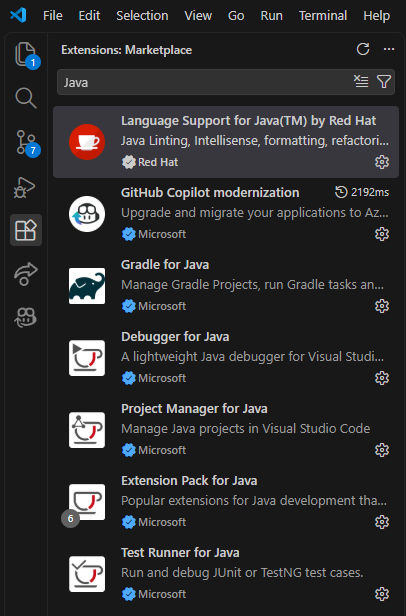 File Edit Selection View Go Run Terminal Help
Extensions: Marketplace
1
Java
Language Support for Java(TM) by Red Hat
Java Linting, Intellisense, formatting, refactori...
Red Hat
7
GitHub Copilot modernization 2192ms
Upgrade and migrate your applications to Az...
Microsoft
Gradle for Java
Manage Gradle Projects, run Gradle tasks an...
Microsoft
Debugger for Java
A lightweight Java debugger for Visual Studi...
Microsoft
Project Manager for Java
Manage Java projects in Visual Studio Code
Microsoft
Extension Pack for Java
Popular extensions for Java development tha...
6
Microsoft
Test Runner for Java
Run and debug JUnit or TestNG test cases.
Microsoft